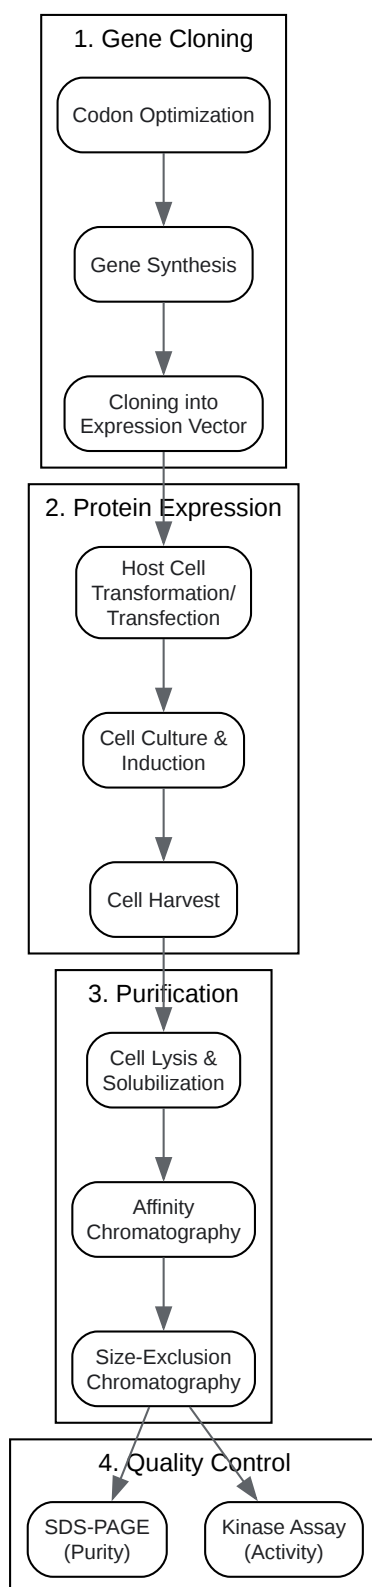 1. Gene Cloning
Codon Optimization
Gene Synthesis
Cloning into
Expression Vector
2. Protein Expression
Host Cell
Transformation/
Transfection
Cell Culture &
Induction
Cell Harvest
3. Purification
Cell Lysis &
Solubilization
Affinity
Chromatography
Size-Exclusion
Chromatography
4. Quality Control
SDS-PAGE
(Purity)
Kinase Assay
(Activity)